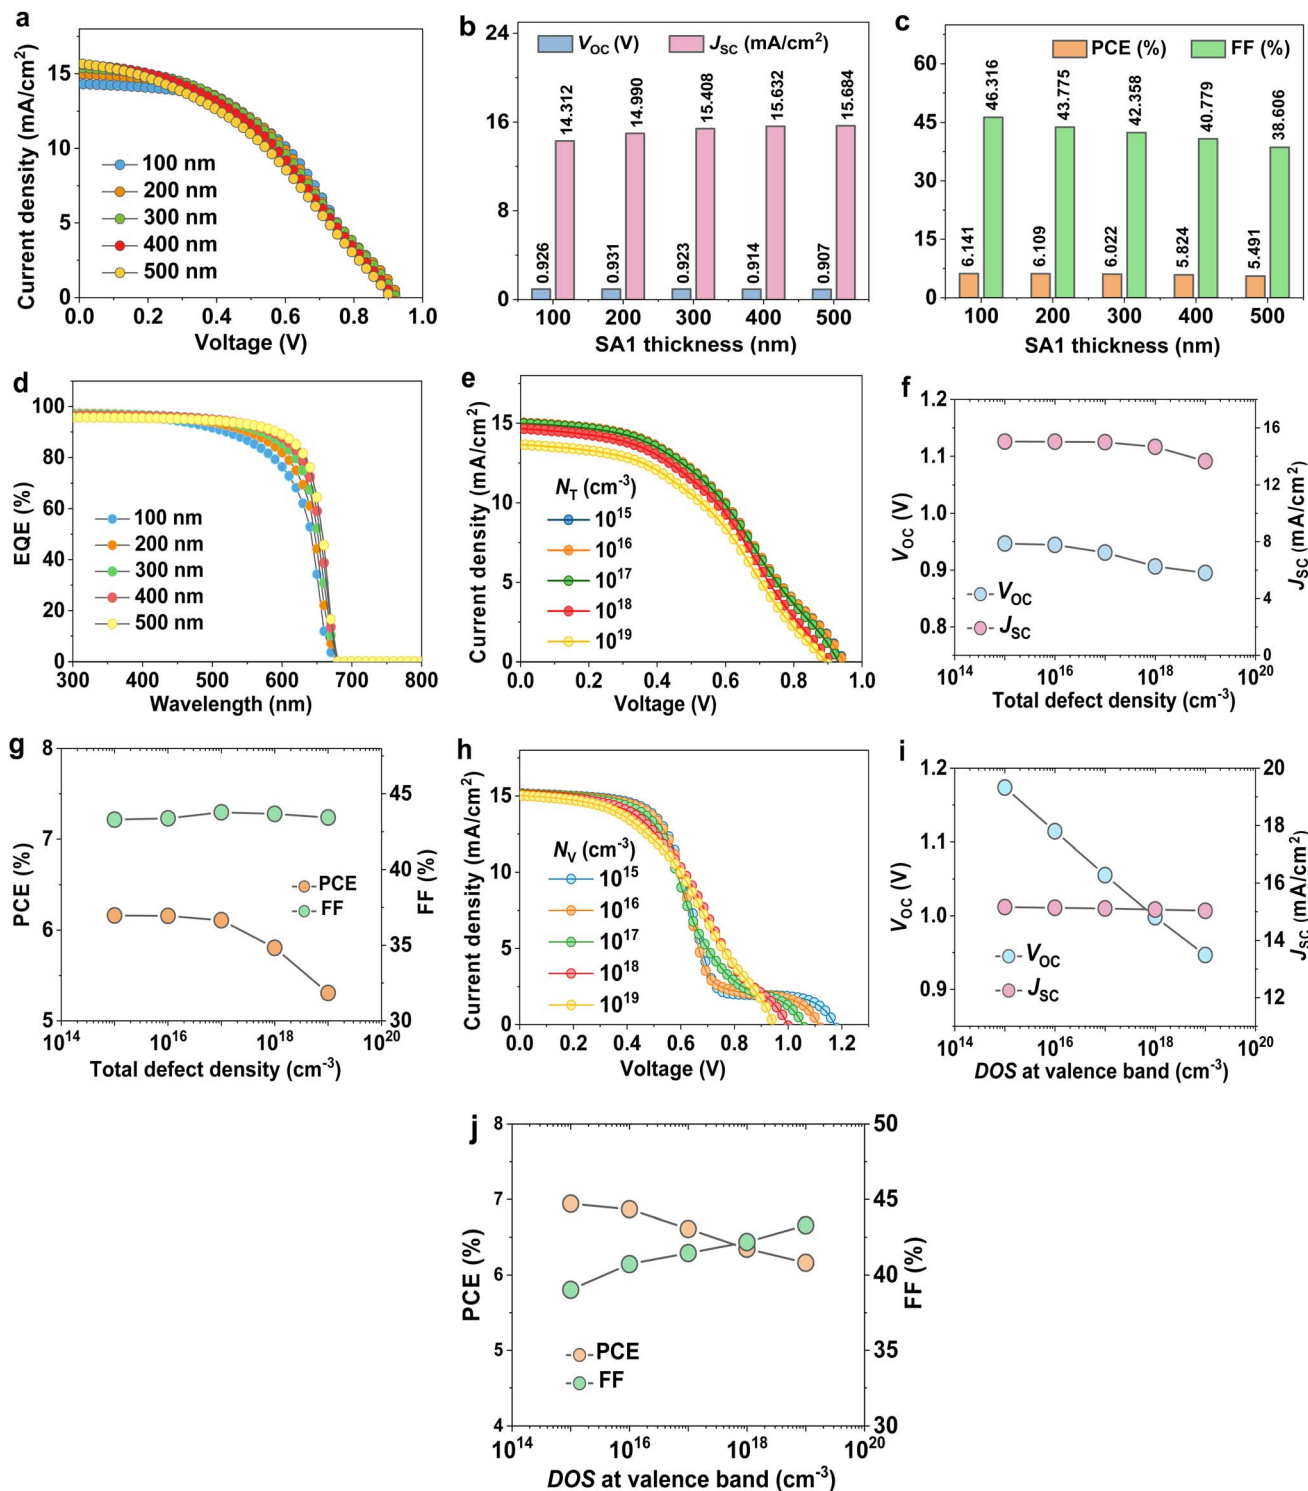 a
Current density (mA/cm²)
15
10
5
0
100 nm
200 nm
300 nm
400 nm
500 nm
0.0 0.2 0.4 0.6 0.8 1.0
Voltage (V)
b
24
16
8
0
VOC (V) JSC (mA/cm²)
0.926 14.312 0.931 14.990 0.923 15.408 0.914 15.632 0.907 15.684
100 200 300 400 500
SA1 thickness (nm)
c
60
45
30
15
0
PCE (%) FF (%)
6.141 46.316 6.109 43.775 6.022 42.358 5.824 40.779 5.491 38.606
100 200 300 400 500
SA1 thickness (nm)
d
EQE (%)
100
80
60
40
20
0
100 nm
200 nm
300 nm
400 nm
500 nm
300 400 500 600 700 800
Wavelength (nm)
e
Current density (mA/cm²)
15
10
5
0
NT (cm⁻³)
10¹⁵
10¹⁶
10¹⁷
10¹⁸
10¹⁹
0.0 0.2 0.4 0.6 0.8 1.0
Voltage (V)
f
VOC (V)
1.2
1.1
1.0
0.9
0.8
VOC
JSC
16
12
8
4
0
JSC (mA/cm²)
10¹⁴ 10¹⁶ 10¹⁸ 10²⁰
Total defect density (cm⁻³)
g
PCE (%)
8
7
6
5
PCE
FF
45
40
35
30
FF (%)
10¹⁴ 10¹⁶ 10¹⁸ 10²⁰
Total defect density (cm⁻³)
h
Current density (mA/cm²)
15
10
5
0
NV (cm⁻³)
10¹⁵
10¹⁶
10¹⁷
10¹⁸
10¹⁹
0.0 0.2 0.4 0.6 0.8 1.0 1.2
Voltage (V)
i
VOC (V)
1.2
1.1
1.0
0.9
VOC
JSC
20
18
16
14
12
JSC (mA/cm²)
10¹⁴ 10¹⁶ 10¹⁸ 10²⁰
DOS at valence band (cm⁻³)
j
PCE (%)
8
7
6
5
4
PCE
FF
50
45
40
35
30
FF (%)
10¹⁴ 10¹⁶ 10¹⁸ 10²⁰
DOS at valence band (cm⁻³)